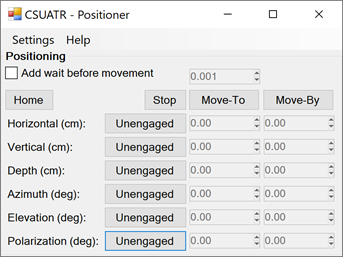 CSUATR - Positioner
Settings Help
Positioning
Add wait before movement 0.001
Home Stop Move-To Move-By
Horizontal (cm): Unengaged 0.00 0.00
Vertical (cm): Unengaged 0.00 0.00
Depth (cm): Unengaged 0.00 0.00
Azimuth (deg): Unengaged 0.00 0.00
Elevation (deg): Unengaged 0.00 0.00
Polarization (deg): Unengaged 0.00 0.00